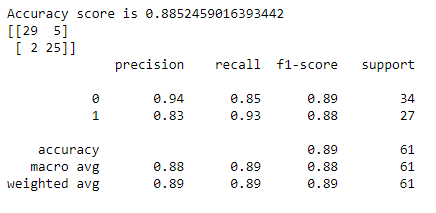 Accuracy score is 0.8852459016393442
[[29  5]
 [ 2 25]]
              precision    recall  f1-score   support

           0       0.94      0.85      0.89        34
           1       0.83      0.93      0.88        27

    accuracy                           0.89        61
   macro avg       0.88      0.89      0.88        61
weighted avg       0.89      0.89      0.89        61